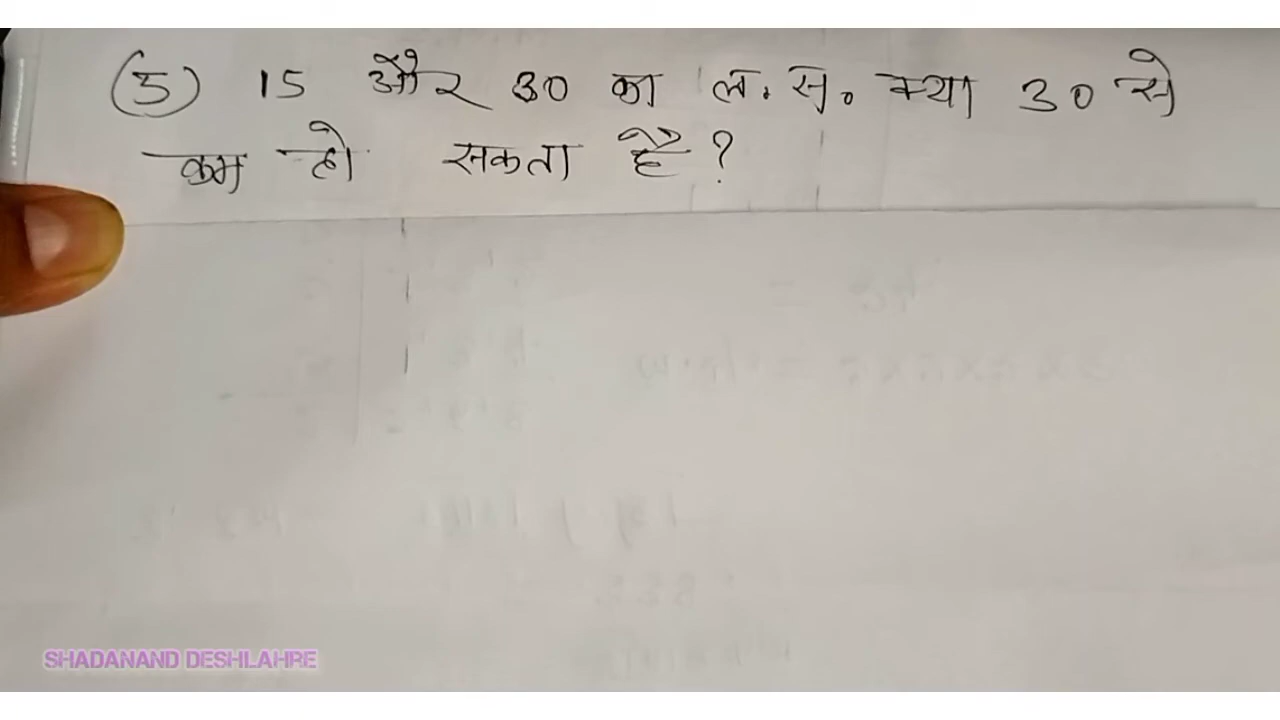 (5) 15 और 30 का ल. स. क्या 30 से
कम हो सकता है?
SHADANAND DESHLAHRE